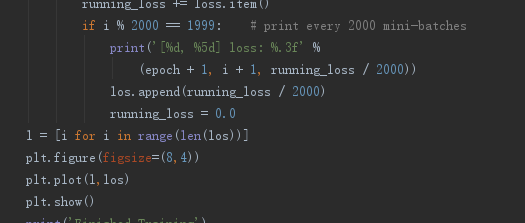 running_loss += loss.item()
if i % 2000 == 1999:    # print every 2000 mini-batches
print('[%d, %5d] loss: %.3f' %
(epoch + 1, i + 1, running_loss / 2000))
los.append(running_loss / 2000)
running_loss = 0.0
l = [i for i in range(len(los))]
plt.figure(figsize=(8,4))
plt.plot(l,los)
plt.show()
print('Finished Training')